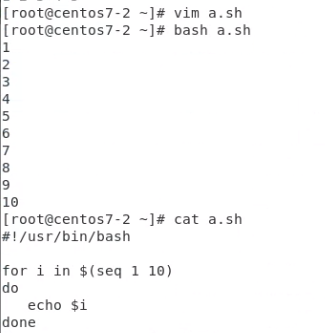 [root@centos7-2 ~]# vim a.sh
[root@centos7-2 ~]# bash a.sh
1
2
3
4
5
6
7
8
9
10
[root@centos7-2 ~]# cat a.sh
#!/usr/bin/bash

for i in $(seq 1 10)
do
   echo $i
done